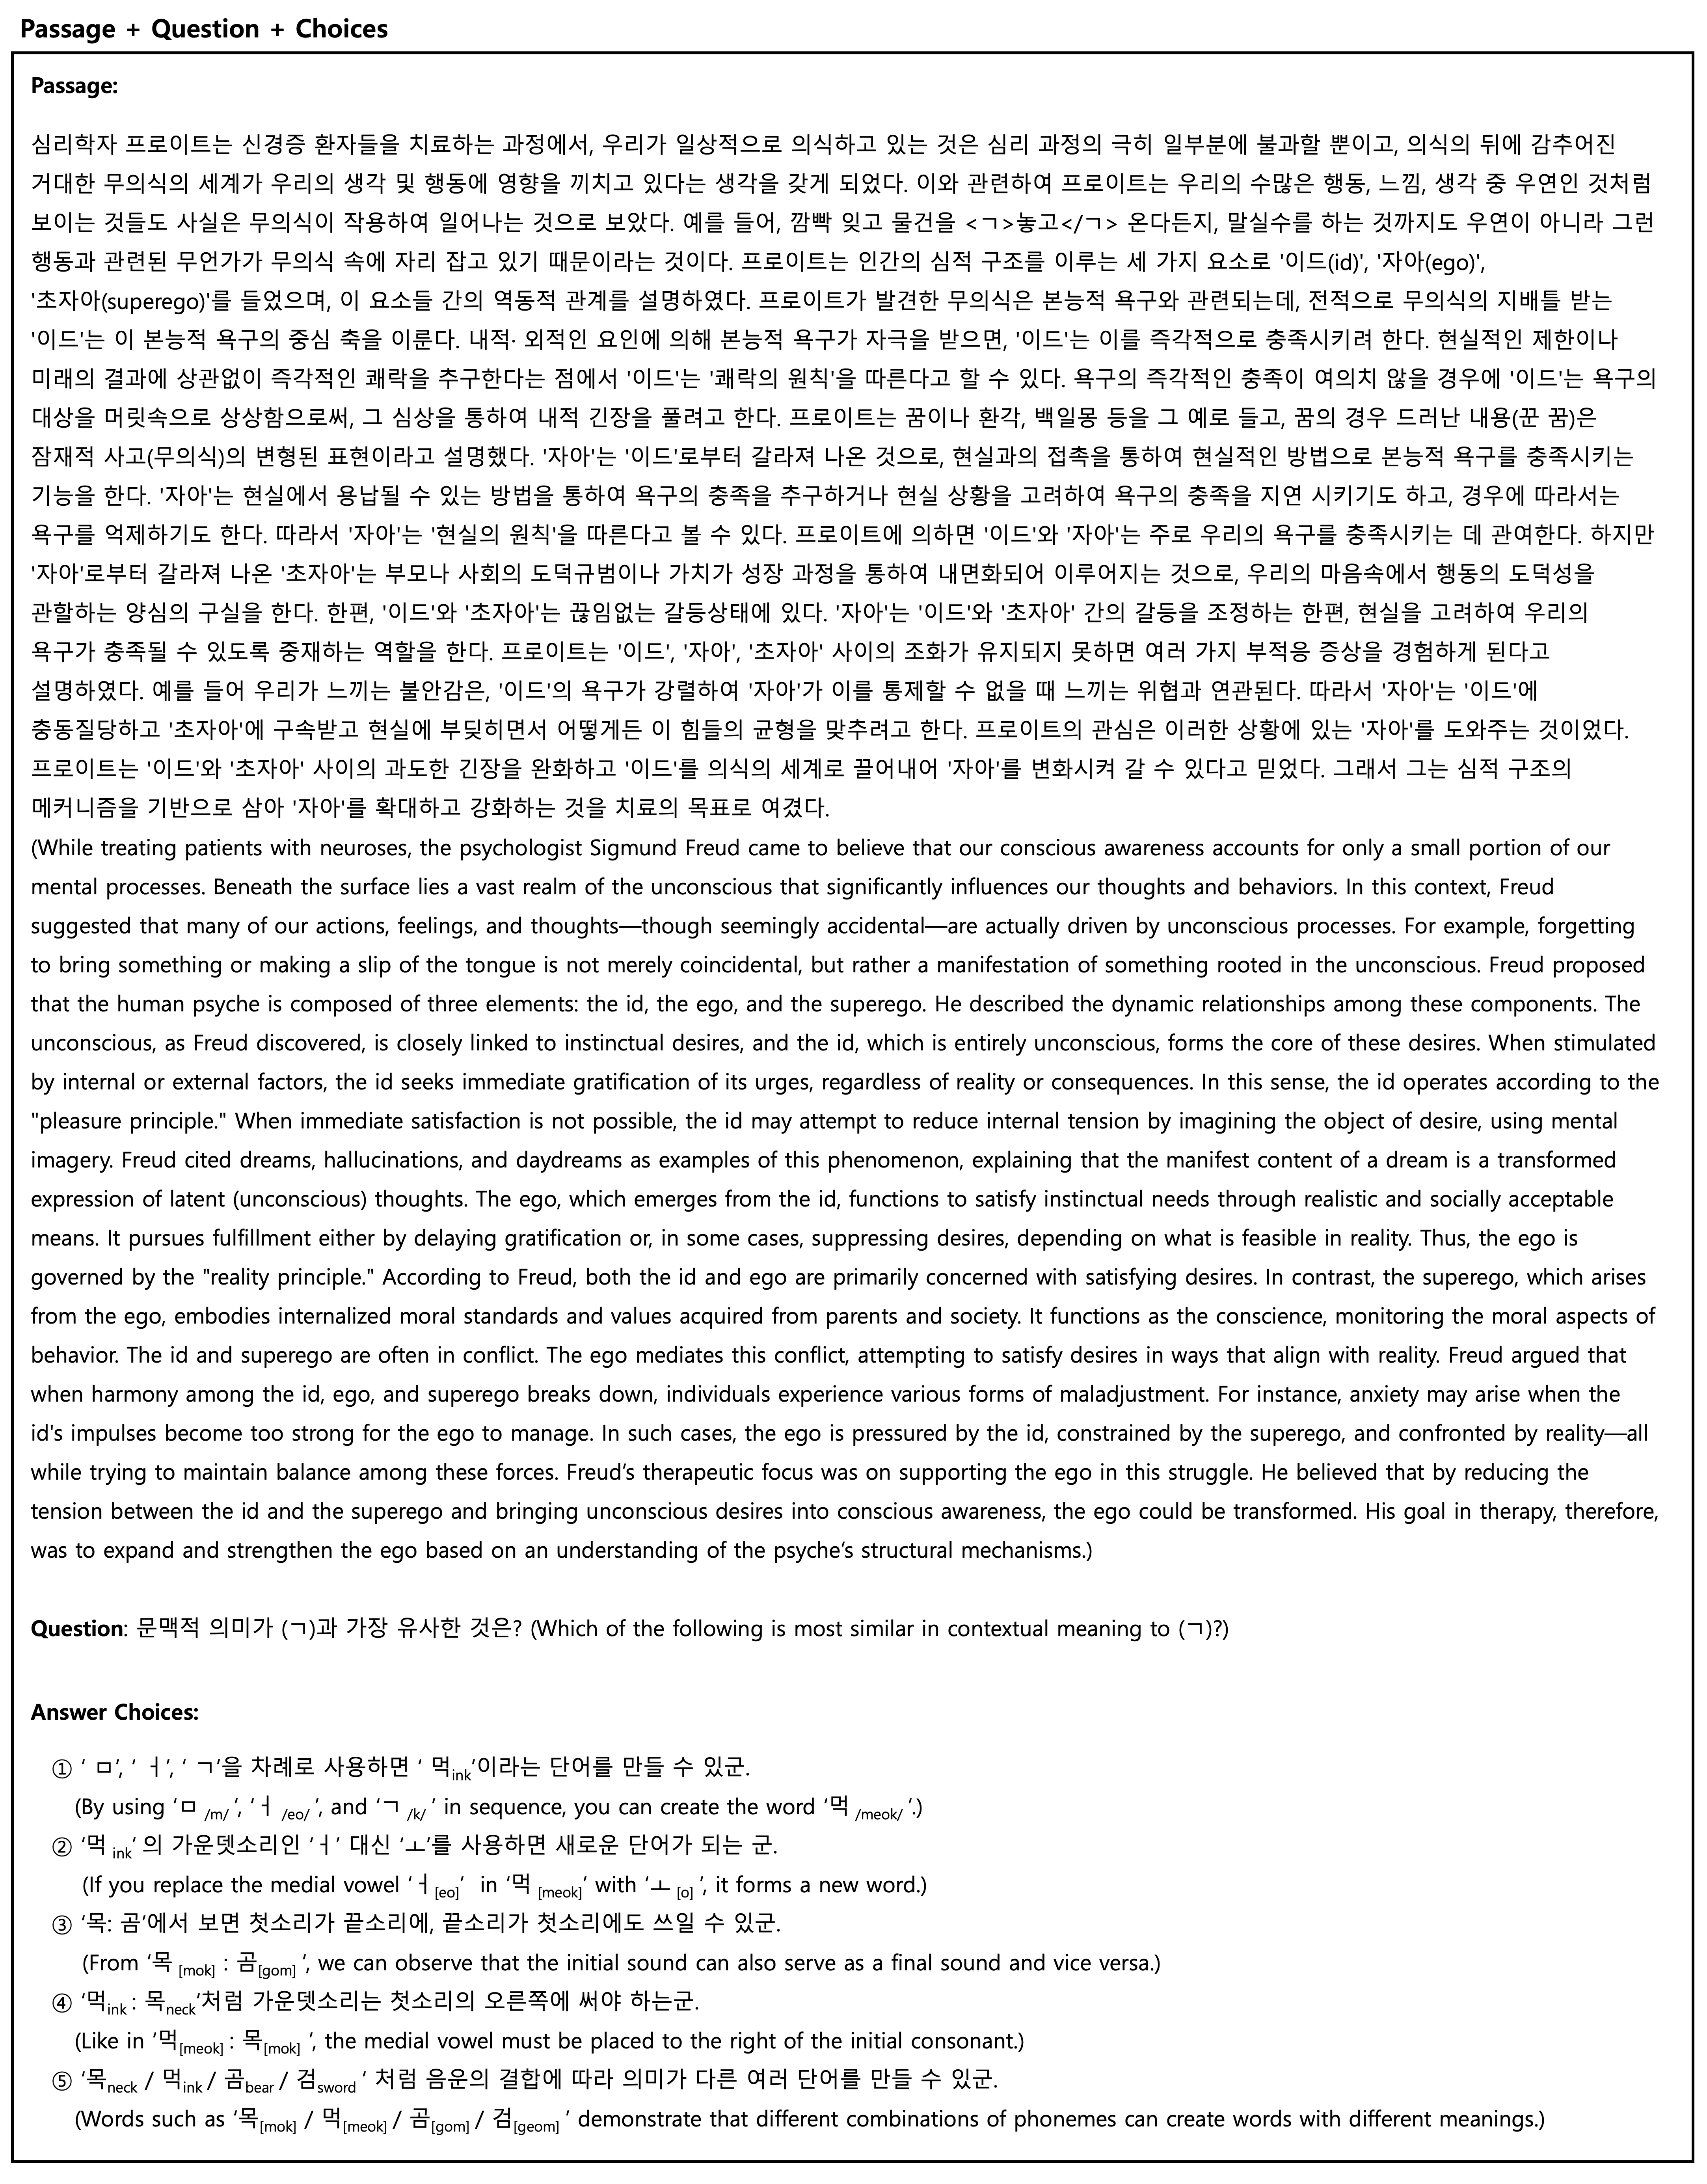 Passage + Question + Choices
Passage:
심리학자 프로이트는 신경증 환자들을 치료하는 과정에서, 우리가 일상적으로 의식하고 있는 것은 심리 과정의 극히 일부분에 불과할 뿐이고, 의식의 뒤에 감추어진
거대한 무의식의 세계가 우리의 생각 및 행동에 영향을 끼치고 있다는 생각을 갖게 되었다. 이와 관련하여 프로이트는 우리의 수많은 행동, 느낌, 생각 중 우연인 것처럼
보이는 것들도 사실은 무의식이 작용하여 일어나는 것으로 보았다. 예를 들어, 깜빡 잊고 물건을 <ㄱ>놓고</ㄱ> 온다든지, 말실수를 하는 것까지도 우연이 아니라 그런
행동과 관련된 무언가가 무의식 속에 자리 잡고 있기 때문이라는 것이다. 프로이트는 인간의 심적 구조를 이루는 세 가지 요소로 '이드(id)', '자아(ego)',
'초자아(superego)'를 들었으며, 이 요소들 간의 역동적 관계를 설명하였다. 프로이트가 발견한 무의식은 본능적 욕구와 관련되는데, 전적으로 무의식의 지배틀 받는
'이드'는 이 본능적 욕구의 중심 축을 이룬다. 내적· 외적인 요인에 의해 본능적 욕구가 자극을 받으면, '이드'는 이를 즉각적으로 충족시키려 한다. 현실적인 제한이나
미래의 결과에 상관없이 즉각적인 쾌락을 추구한다는 점에서 '이드'는 '쾌락의 원칙'을 따른다고 할 수 있다. 욕구의 즉각적인 충족이 여의치 않을 경우에 '이드'는 욕구의
대상을 머릿속으로 상상함으로써, 그 심상을 통하여 내적 긴장을 풀려고 한다. 프로이트는 꿈이나 환각, 백일몽 등을 그 예로 들고, 꿈의 경우 드러난 내용(꾼 꿈)은
잠재적 사고(무의식)의 변형된 표현이라고 설명했다. '자아'는 '이드'로부터 갈라져 나온 것으로, 현실과의 접촉을 통하여 현실적인 방법으로 본능적 욕구를 충족시키는
기능을 한다. '자아'는 현실에서 용납될 수 있는 방법을 통하여 욕구의 충족을 추구하거나 현실 상황을 고려하여 욕구의 충족을 지연 시키기도 하고, 경우에 따라서는
욕구를 억제하기도 한다. 따라서 '자아'는 '현실의 원칙'을 따른다고 볼 수 있다. 프로이트에 의하면 '이드'와 '자아'는 주로 우리의 욕구를 충족시키는 데 관여한다. 하지만
'자아'로부터 갈라져 나온 '초자아'는 부모나 사회의 도덕규범이나 가치가 성장 과정을 통하여 내면화되어 이루어지는 것으로, 우리의 마음속에서 행동의 도덕성을
관할하는 양심의 구실을 한다. 한편, '이드'와 '초자아'는 끊임없는 갈등상태에 있다. '자아'는 '이드'와 '초자아' 간의 갈등을 조정하는 한편, 현실을 고려하여 우리의
욕구가 충족될 수 있도록 중재하는 역할을 한다. 프로이트는 '이드', '자아', '초자아' 사이의 조화가 유지되지 못하면 여러 가지 부적응 증상을 경험하게 된다고
설명하였다. 예를 들어 우리가 느끼는 불안감은, '이드'의 욕구가 강렬하여 '자아'가 이를 통제할 수 없을 때 느끼는 위협과 연관된다. 따라서 '자아'는 '이드'에
충동질당하고 '초자아'에 구속받고 현실에 부딪히면서 어떻게든 이 힘들의 균형을 맞추려고 한다. 프로이트의 관심은 이러한 상황에 있는 '자아'를 도와주는 것이었다.
프로이트는 '이드'와 '초자아' 사이의 과도한 긴장을 완화하고 '이드'를 의식의 세계로 끌어내어 '자아'를 변화시켜 갈 수 있다고 믿었다. 그래서 그는 심적 구조의
메커니즘을 기반으로 삼아 '자아'를 확대하고 강화하는 것을 치료의 목표로 여겼다.
(While treating patients with neuroses, the psychologist Sigmund Freud came to believe that our conscious awareness accounts for only a small portion of our
mental processes. Beneath the surface lies a vast realm of the unconscious that significantly influences our thoughts and behaviors. In this context, Freud
suggested that many of our actions, feelings, and thoughts—though seemingly accidental—are actually driven by unconscious processes. For example, forgetting
to bring something or making a slip of the tongue is not merely coincidental, but rather a manifestation of something rooted in the unconscious. Freud proposed
that the human psyche is composed of three elements: the id, the ego, and the superego. He described the dynamic relationships among these components. The
unconscious, as Freud discovered, is closely linked to instinctual desires, and the id, which is entirely unconscious, forms the core of these desires. When stimulated
by internal or external factors, the id seeks immediate gratification of its urges, regardless of reality or consequences. In this sense, the id operates according to the
"pleasure principle." When immediate satisfaction is not possible, the id may attempt to reduce internal tension by imagining the object of desire, using mental
imagery. Freud cited dreams, hallucinations, and daydreams as examples of this phenomenon, explaining that the manifest content of a dream is a transformed
expression of latent (unconscious) thoughts. The ego, which emerges from the id, functions to satisfy instinctual needs through realistic and socially acceptable
means. It pursues fulfillment either by delaying gratification or, in some cases, suppressing desires, depending on what is feasible in reality. Thus, the ego is
governed by the "reality principle." According to Freud, both the id and ego are primarily concerned with satisfying desires. In contrast, the superego, which arises
from the ego, embodies internalized moral standards and values acquired from parents and society. It functions as the conscience, monitoring the moral aspects of
behavior. The id and superego are often in conflict. The ego mediates this conflict, attempting to satisfy desires in ways that align with reality. Freud argued that
when harmony among the id, ego, and superego breaks down, individuals experience various forms of maladjustment. For instance, anxiety may arise when the
id's impulses become too strong for the ego to manage. In such cases, the ego is pressured by the id, constrained by the superego, and confronted by reality—all
while trying to maintain balance among these forces. Freud's therapeutic focus was on supporting the ego in this struggle. He believed that by reducing the
tension between the id and the superego and bringing unconscious desires into conscious awareness, the ego could be transformed. His goal in therapy, therefore,
was to expand and strengthen the ego based on an understanding of the psyche's structural mechanisms.)
Question: 문맥적 의미가 (ㄱ)과 가장 유사한 것은? (Which of the following is most similar in contextual meaning to (ㄱ)?)
Answer Choices:
① ‘ ㅁ’, ‘ ㅓ’, ‘ ㄱ’을 차례로 사용하면 ‘ 먹ink’이라는 단어를 만들 수 있군.
(By using ‘ㅁ /m/ ’, ‘ㅓ /eo/ ’, and ‘ㄱ /k/ ’ in sequence, you can create the word ‘먹 /meok/ ’.)
② ‘먹 ink’ 의 가운뎃소리인 ‘ㅓ’ 대신 ‘ㅗ’를 사용하면 새로운 단어가 되는 군.
(If you replace the medial vowel ‘ㅓ[eo]’ in ‘먹 [meok]’ with ‘ㅗ [o] ’, it forms a new word.)
③ ‘목: 곰’에서 보면 첫소리가 끝소리에, 끝소리가 첫소리에도 쓰일 수 있군.
(From ‘목 [mok] : 곰[gom] ’, we can observe that the initial sound can also serve as a final sound and vice versa.)
④ ‘먹ink : 목neck’처럼 가운뎃소리는 첫소리의 오른쪽에 써야 하는군.
(Like in ‘먹[meok] : 목[mok] ’, the medial vowel must be placed to the right of the initial consonant.)
⑤ ‘목neck / 먹ink / 곰bear / 검sword ’ 처럼 음운의 결합에 따라 의미가 다른 여러 단어를 만들 수 있군.
(Words such as ‘목[mok] / 먹[meok] / 곰[gom] / 검[geom] ’ demonstrate that different combinations of phonemes can create words with different meanings.)